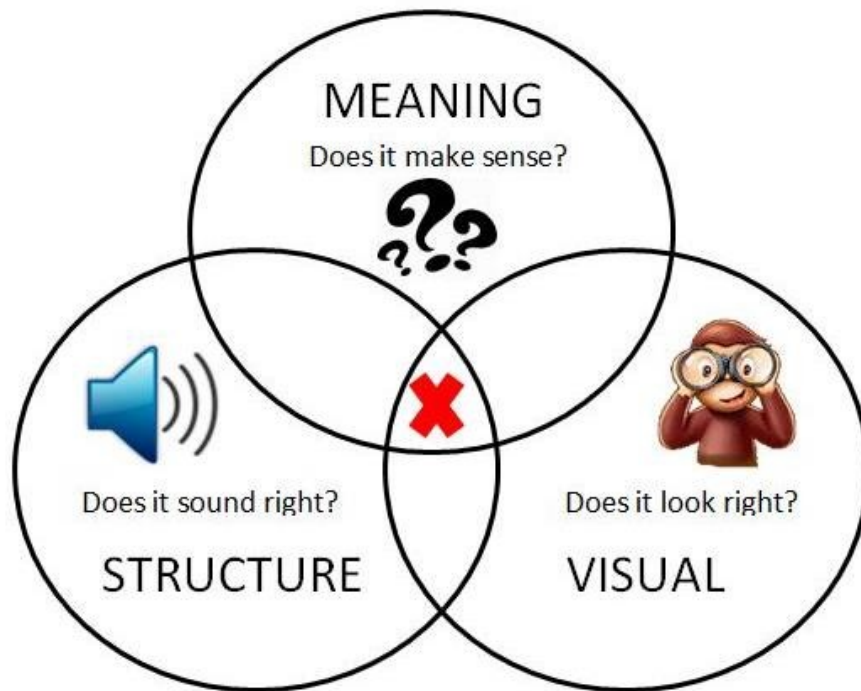 MEANING
Does it make sense?
???
Does it sound right?
Does it look right?
STRUCTURE
VISUAL